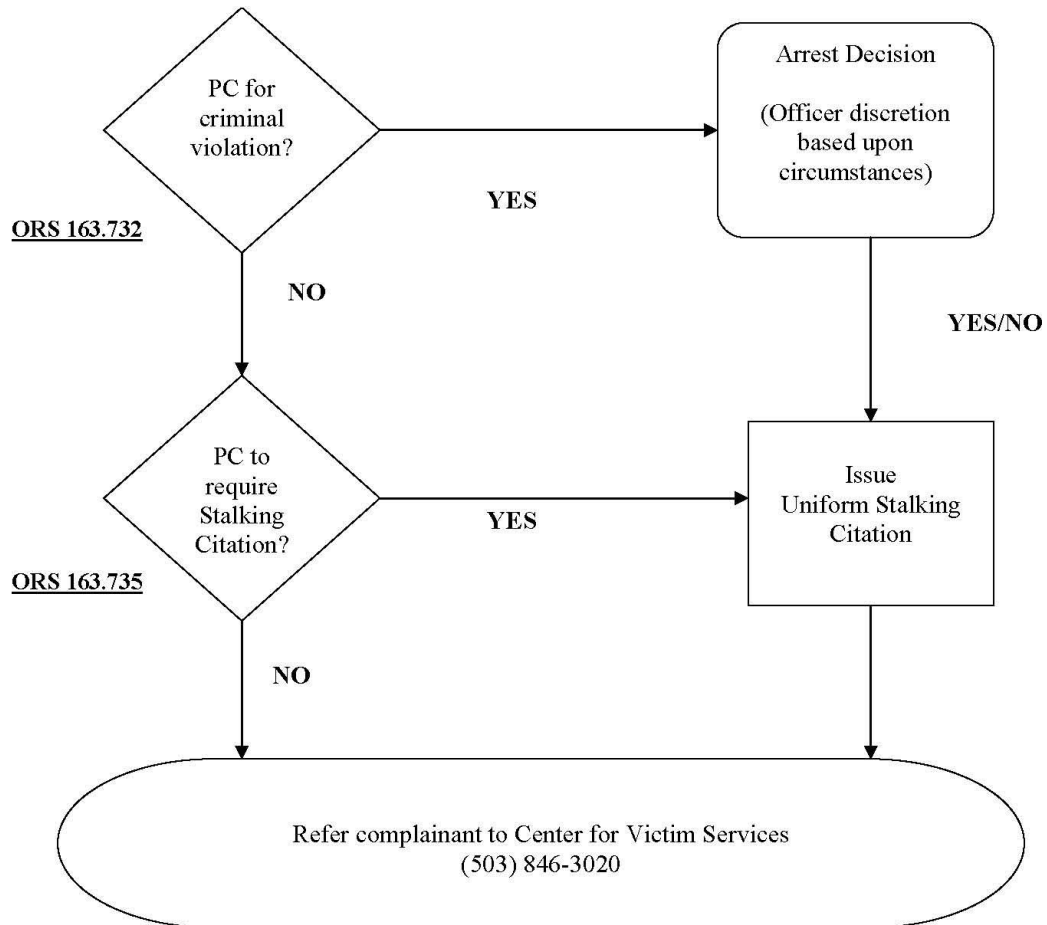 PC for
criminal
violation?
Arrest Decision
(Officer discretion
based upon
circumstances)
YES
ORS 163.732
NO
YES/NO
PC to
require
Stalking
Citation?
Issue
Uniform Stalking
Citation
YES
ORS 163.735
NO
Refer complainant to Center for Victim Services
(503) 846-3020